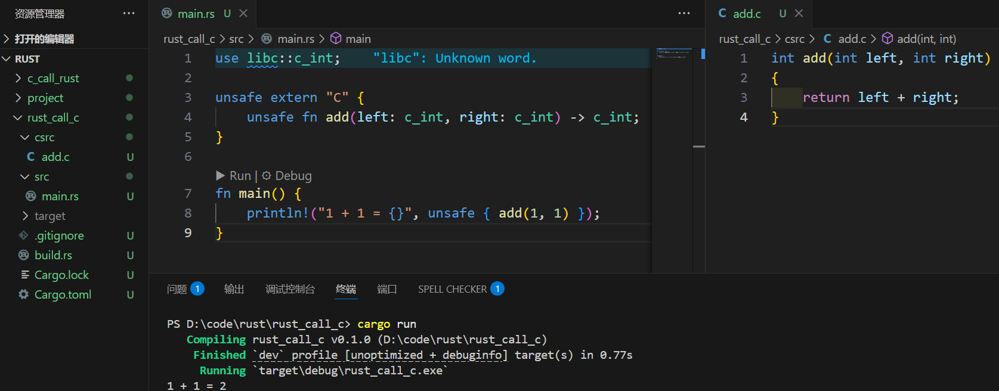 资源管理器 ···
打开的编辑器
RUST
c_call_rust
project
rust_call_c
csrc
C add.c U
src
main.rs U
target
.gitignore U
build.rs U
Cargo.lock U
Cargo.toml U
main.rs U ···
rust_call_c > src > main.rs > main
1 use libc::c_int; "libc": Unknown word.
2
3 unsafe extern "C" {
4 unsafe fn add(left: c_int, right: c_int) -> c_int;
5 }
6
Run | Debug
7 fn main() {
8 println!("1 + 1 = {}", unsafe { add(1, 1) });
9 }
C add.c U
rust_call_c > csrc > C add.c > add(int, int)
1 int add(int left, int right)
2 {
3 return left + right;
4 }
问题 1 输出 调试控制台 终端 端口 SPELL CHECKER 1
PS D:\code\rust\rust_call_c> cargo run
Compiling rust_call_c v0.1.0 (D:\code\rust\rust_call_c)
Finished `dev` profile [unoptimized + debuginfo] target(s) in 0.77s
Running `target\debug\rust_call_c.exe`
1 + 1 = 2